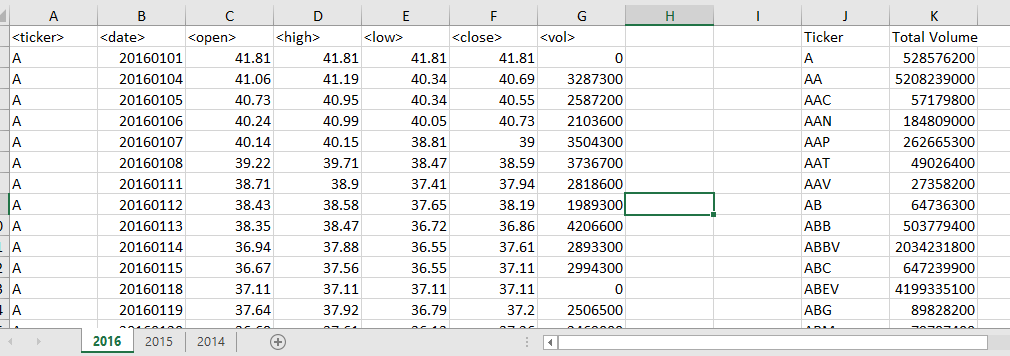 A B C D E F G H I J K
<ticker> <date> <open> <high> <low> <close> <vol> Ticker Total Volume
A 20160101 41.81 41.81 41.81 41.81 0 A 528576200
A 20160104 41.06 41.19 40.34 40.69 3287300 AA 5208239000
A 20160105 40.73 40.95 40.34 40.55 2587200 AAC 57179800
A 20160106 40.24 40.99 40.05 40.73 2103600 AAN 184809000
A 20160107 40.14 40.15 38.81 39 3504300 AAP 262665300
A 20160108 39.22 39.71 38.47 38.59 3736700 AAT 49026400
A 20160111 38.71 38.9 37.41 37.94 2818600 AAV 27358200
A 20160112 38.43 38.58 37.65 38.19 1989300 AB 64736300
A 20160113 38.35 38.47 36.72 36.86 4206600 ABB 503779400
A 20160114 36.94 37.88 36.55 37.61 2893300 ABBV 2034231800
A 20160115 36.67 37.56 36.55 37.11 2994300 ABC 647239900
A 20160118 37.11 37.11 37.11 37.11 0 ABEV 4199335100
A 20160119 37.64 37.92 36.79 37.2 2506500 ABG 89828200
2016 2015 2014